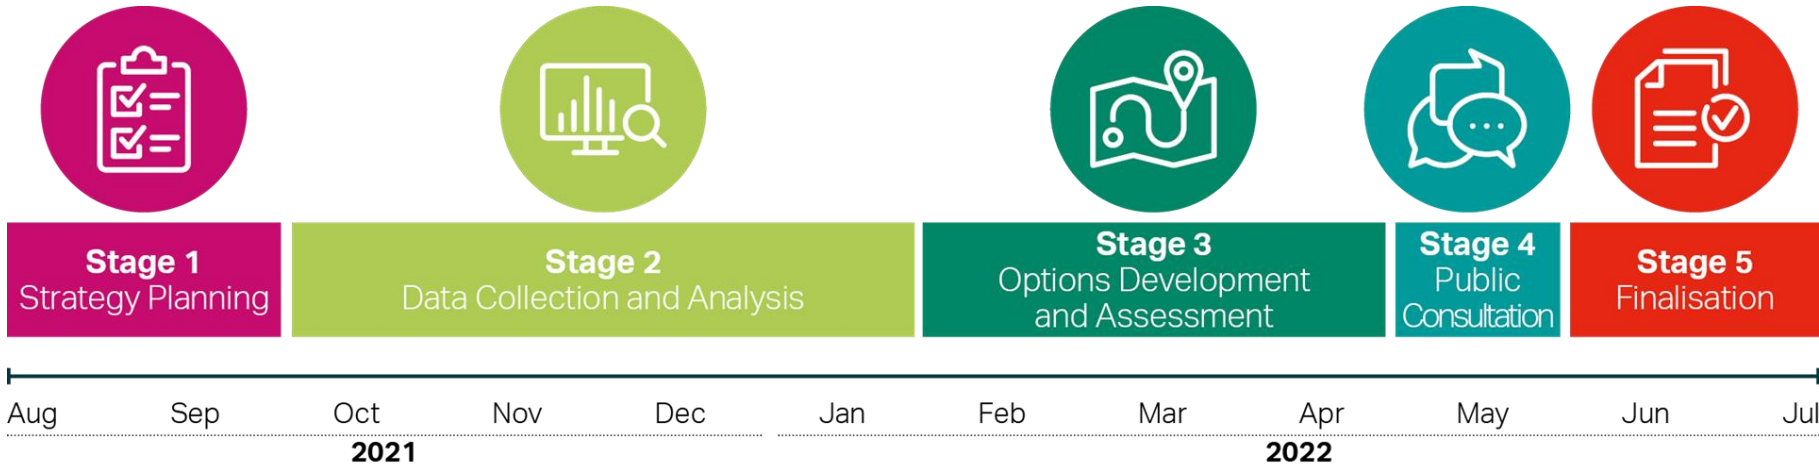 Stage 1
Strategy Planning
Stage 2
Data Collection and Analysis
Stage 3
Options Development
and Assessment
Stage 4
Public
Consultation
Stage 5
Finalisation
Aug Sep Oct Nov Dec Jan Feb Mar Apr May Jun Jul
2021 2022